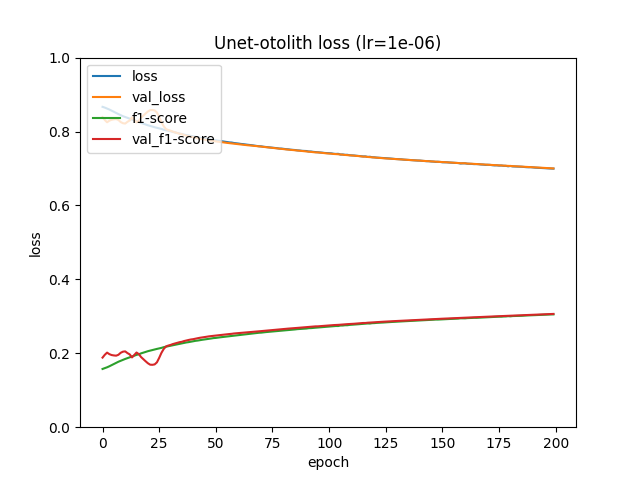 Unet-otolith loss (lr=1e-06)
loss
val_loss
f1-score
val_f1-score
1.0
0.8
0.6
0.4
0.2
0.0
loss
0 25 50 75 100 125 150 175 200
epoch